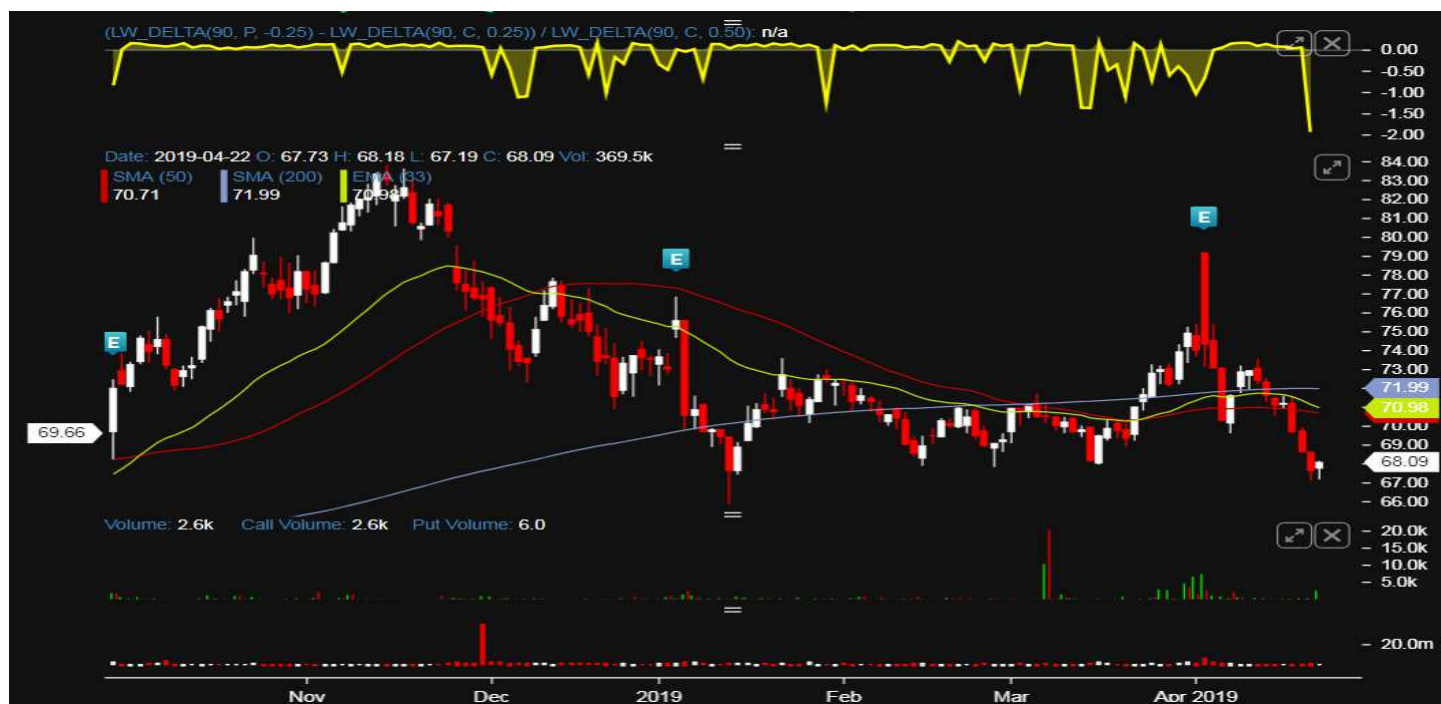 (LW_DELTA(90, P, -0.25) - LW_DELTA(90, C, 0.25)) / LW_DELTA(90, C, 0.50): n/a
0.00
-0.50
-1.00
-1.50
-2.00
Date: 2019-04-22 O: 67.73 H: 68.18 L: 67.19 C: 68.09 Vol: 369.5k
SMA (50) SMA (200) EMA (33)
70.71 71.99 70.98
84.00
83.00
82.00
81.00
80.00
79.00
78.00
77.00
76.00
75.00
74.00
73.00
71.99
70.98
70.00
69.00
68.09
67.00
66.00
E
E
E
69.66
Volume: 2.6k Call Volume: 2.6k Put Volume: 6.0
20.0k
15.0k
10.0k
5.0k
20.0m
Nov Dec 2019 Feb Mar Apr 2019